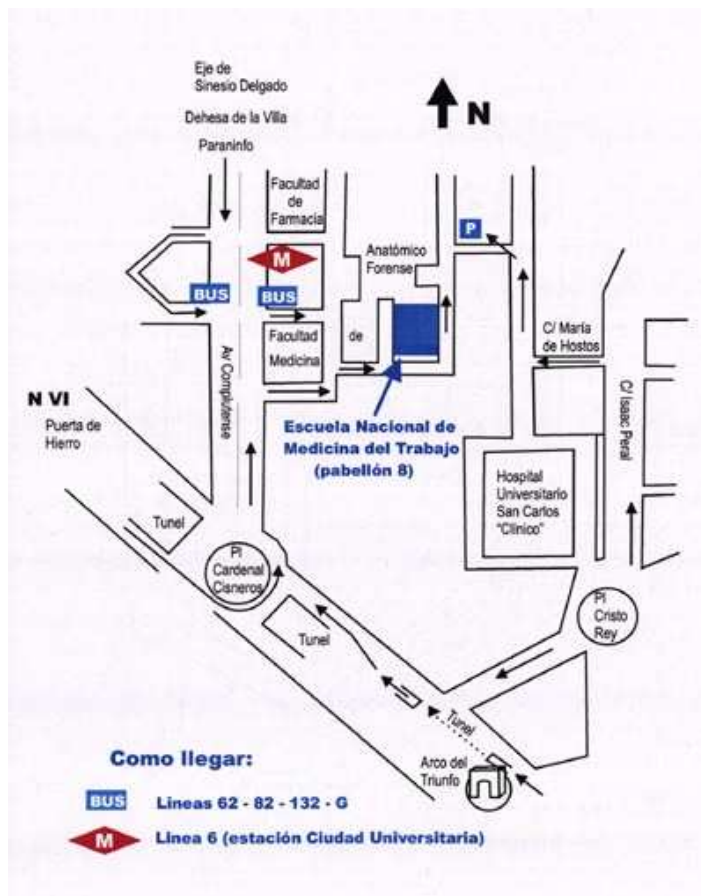 Eje de
Sinesio Delgado
Dehesa de la Villa
Paraninfo
N
Facultad
de
Farmacia
P
M
Anatómico
Forense
BUS
BUS
Facultad
Medicina
de
C/ María
de Hostos
Av Complutense
C/ Isaac Peral
N VI
Puerta de
Hierro
Escuela Nacional de
Medicina del Trabajo
(pabellón 8)
Hospital
Universitario
San Carlos
"Clínico"
Tunel
Pl
Cardenal
Cisneros
Pl
Cristo
Rey
Tunel
Tunel
Arco del
Triunfo
Como llegar:
BUS Lineas 62 - 82 - 132 - G
M Linea 6 (estación Ciudad Universitaria)